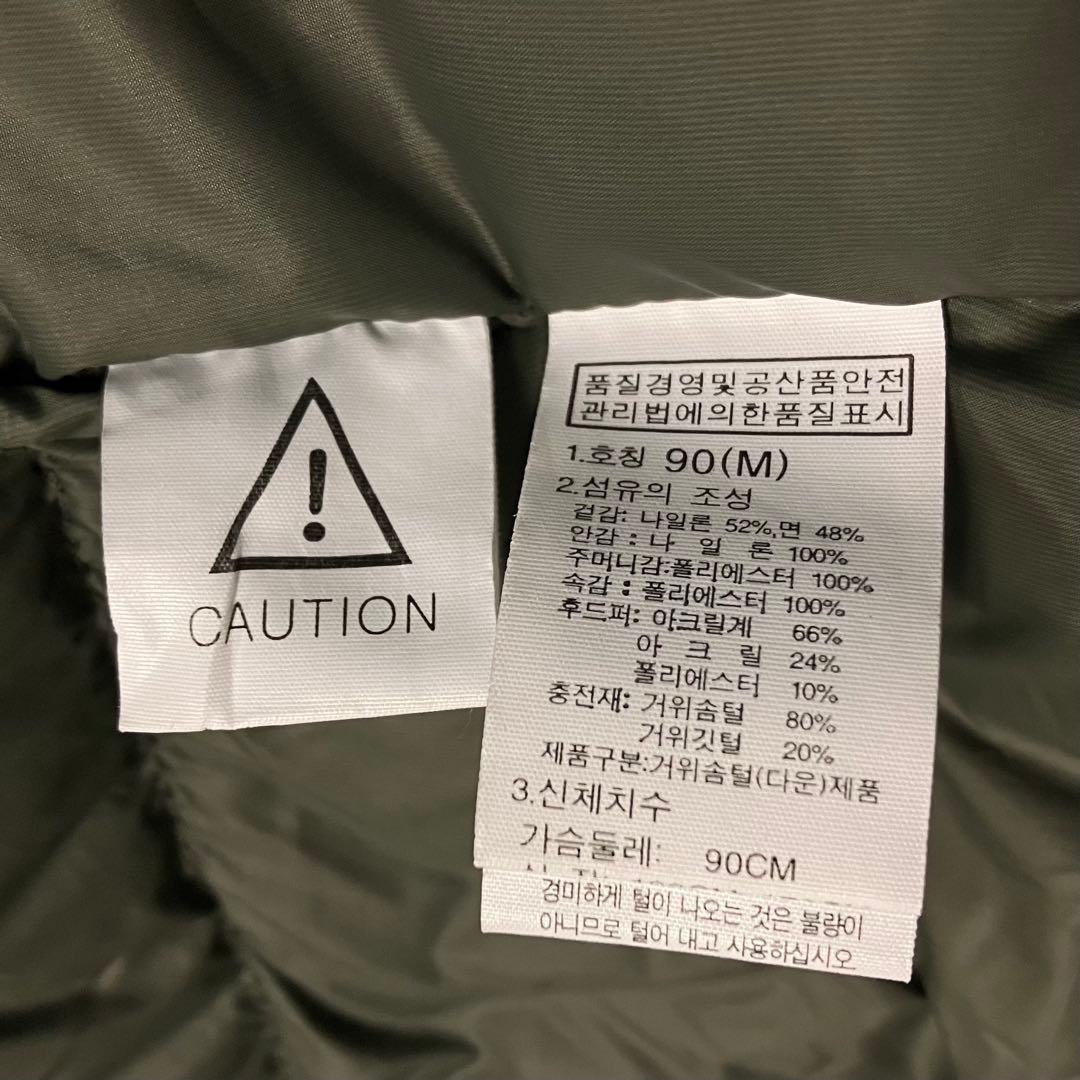 CAUTION
품질경영및공산품안전
관리법에의한품질표시
1.호칭 90(M)
2.섬유의 조성
겉감: 나일론 52%,면 48%
안감 : 나 일 론 100%
주머니감:폴리에스터 100%
속감 : 폴리에스터 100%
후드퍼: 아크릴계 66%
아 크 릴 24%
폴리에스터 10%
충전재: 거위솜털 80%
거위깃털 20%
제품구분:거위솜털(다운)제품
3.신체치수
가슴둘레: 90CM
경미하게 털이 나오는 것은 불량이
아니므로 털어 내고 사용하십시오